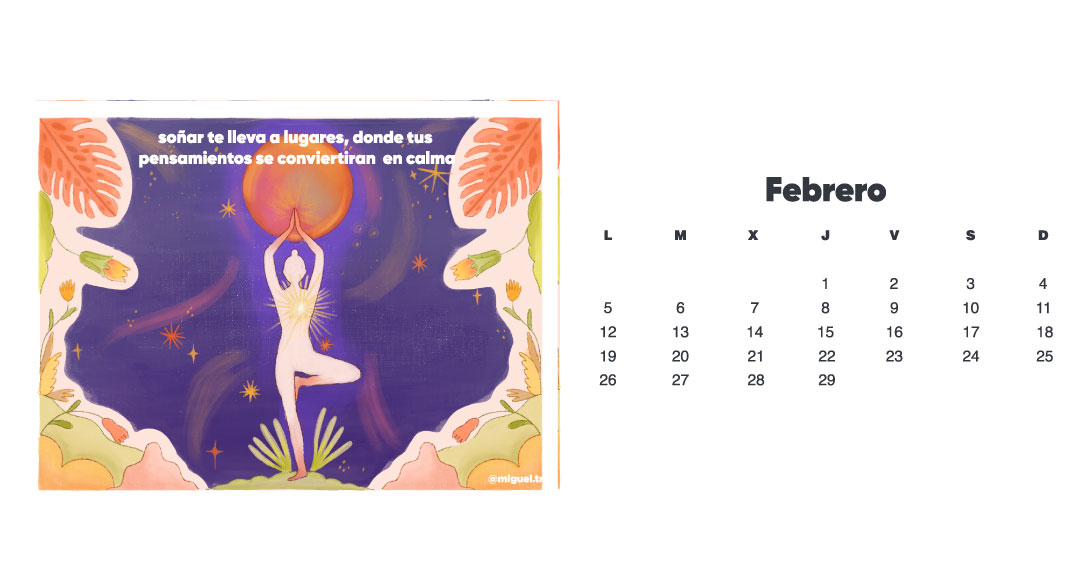 soñar te lleva a lugares, donde tus
pensamientos se conviertiran en calma
@miguel.tr
Febrero
L M X J V S D
1 2 3 4
5 6 7 8 9 10 11
12 13 14 15 16 17 18
19 20 21 22 23 24 25
26 27 28 29